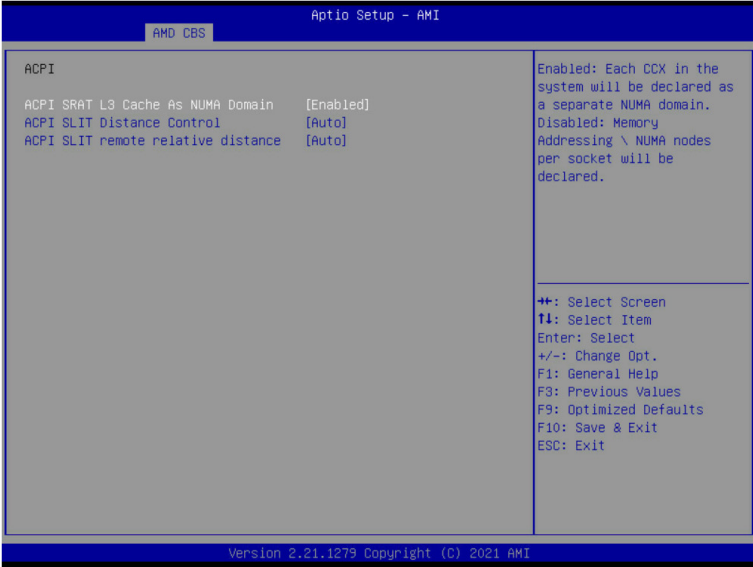 Aptio Setup – AMI
AMD CBS
ACPI
ACPI SRAT L3 Cache As NUMA Domain [Enabled]
ACPI SLIT Distance Control [Auto]
ACPI SLIT remote relative distance [Auto]
Enabled: Each CCX in the
system will be declared as
a separate NUMA domain.
Disabled: Memory
Addressing \ NUMA nodes
per socket will be
declared.
→←: Select Screen
↑↓: Select Item
Enter: Select
+/-: Change Opt.
F1: General Help
F3: Previous Values
F9: Optimized Defaults
F10: Save & Exit
ESC: Exit
Version 2.21.1279 Copyright (C) 2021 AMI